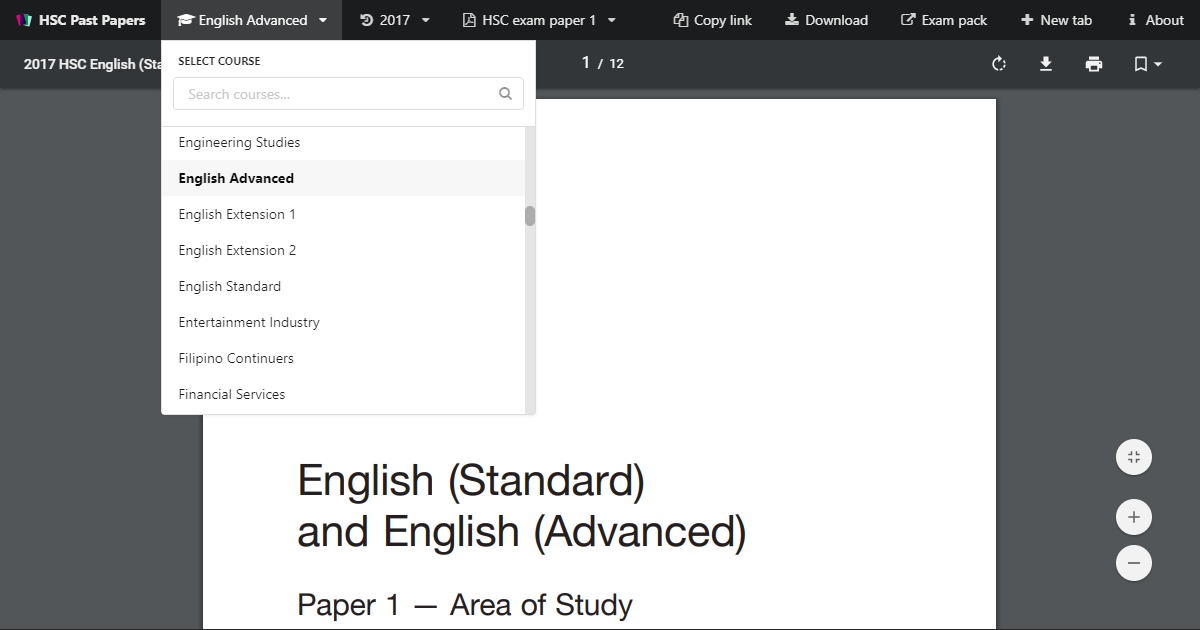 HSC Past Papers English Advanced 2017 HSC exam paper 1 Copy link Download Exam pack New tab About
2017 HSC English (Sta
1 / 12
SELECT COURSE
Search courses...
Engineering Studies
English Advanced
English Extension 1
English Extension 2
English Standard
Entertainment Industry
Filipino Continuers
Financial Services
English (Standard)
and English (Advanced)
Paper 1 — Area of Study